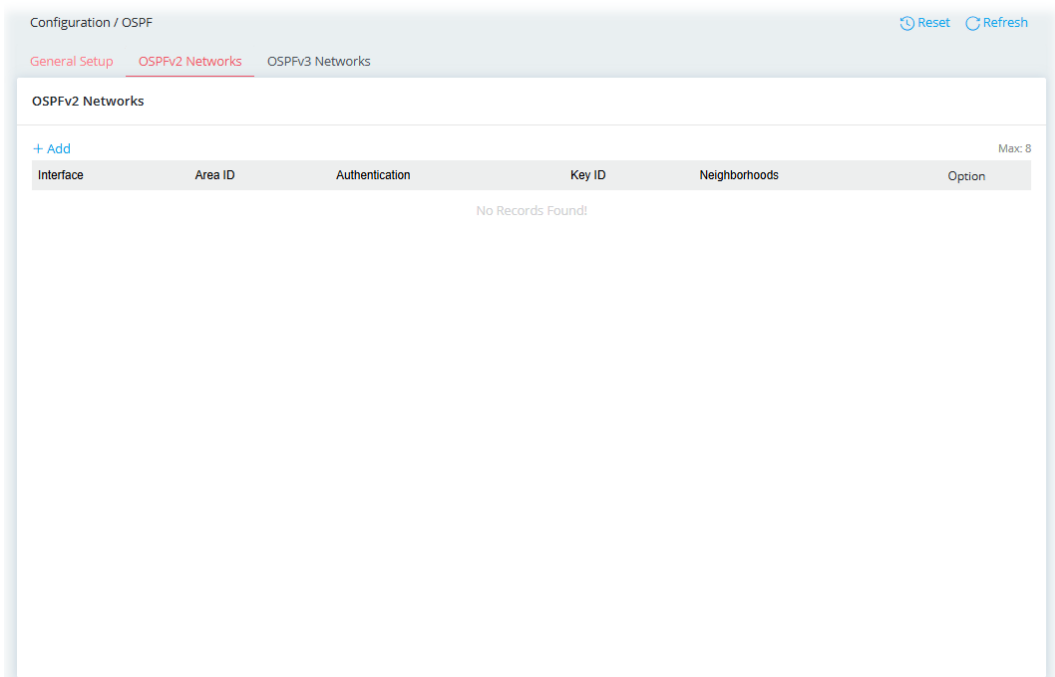 Configuration / OSPF Reset Refresh
General Setup OSPFv2 Networks OSPFv3 Networks
OSPFv2 Networks
+ Add Max: 8
Interface Area ID Authentication Key ID Neighborhoods Option
No Records Found!